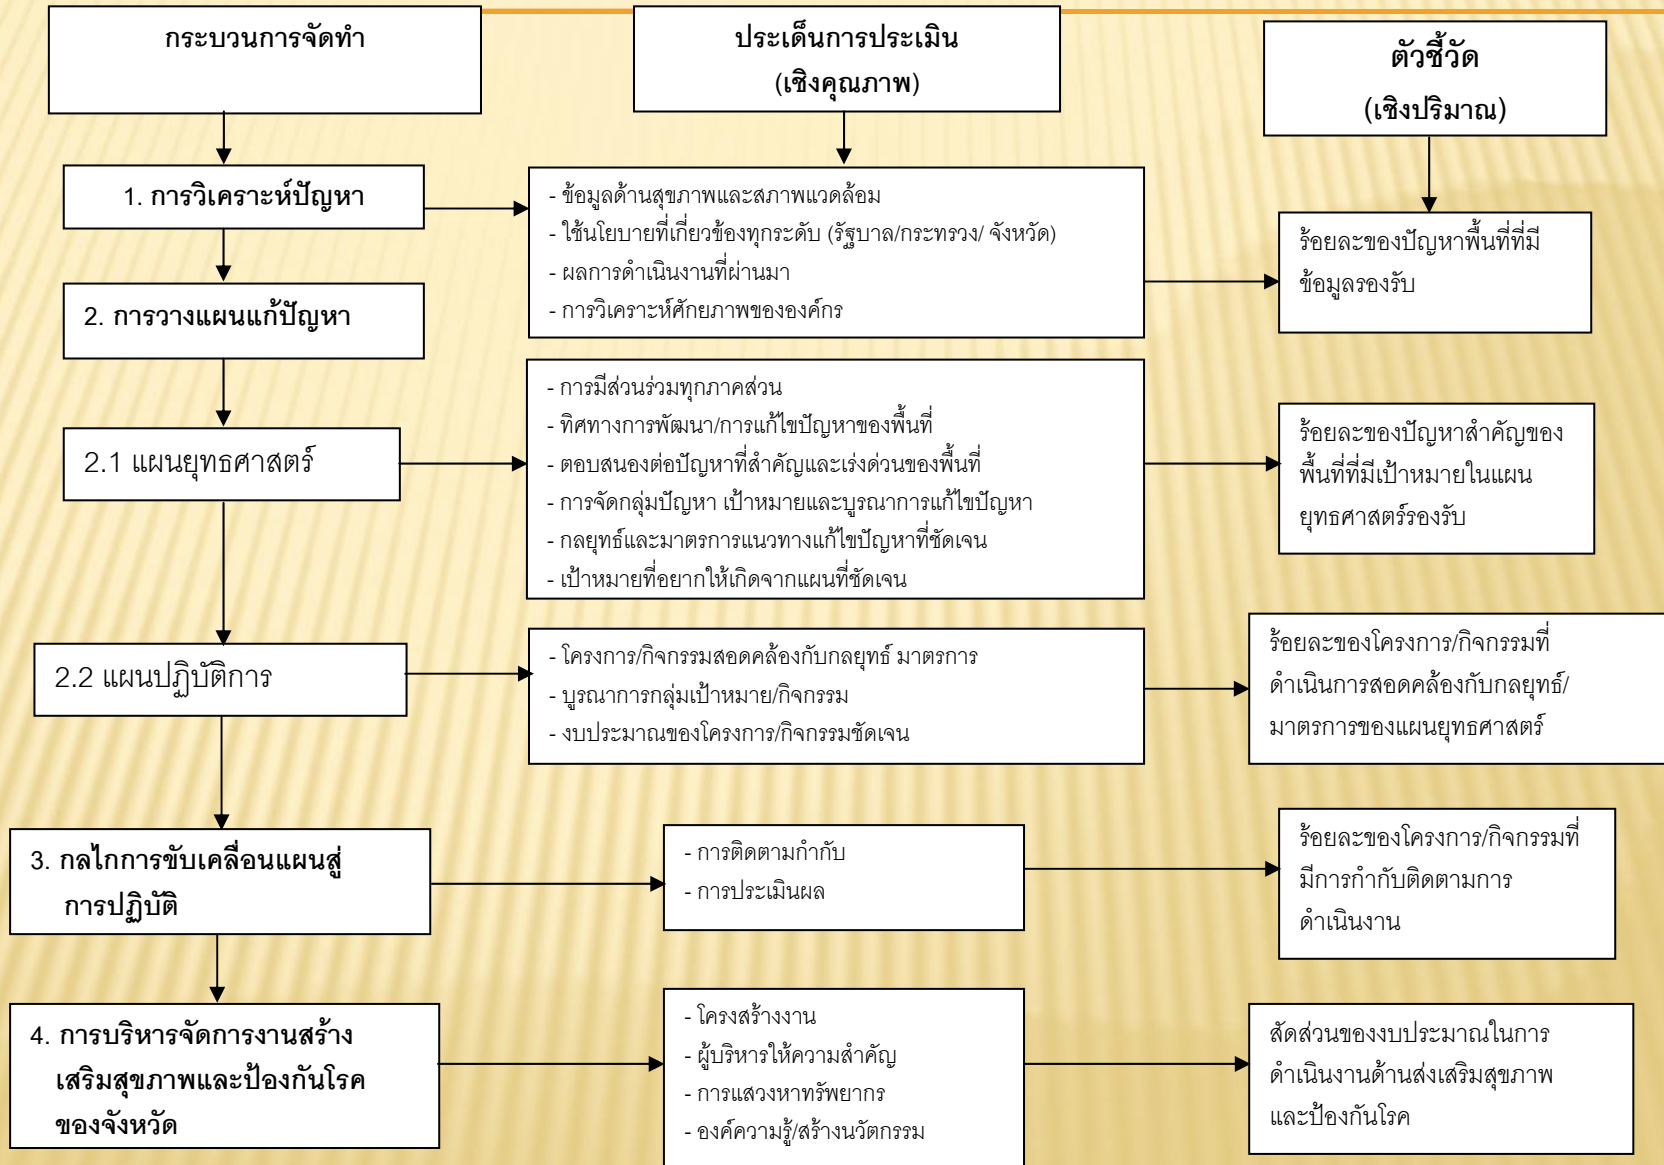 กระบวนการจัดทำ
ประเด็นการประเมิน
(เชิงคุณภาพ)
ตัวชี้วัด
(เชิงปริมาณ)
1. การวิเคราะห์ปัญหา
- ข้อมูลด้านสุขภาพและสภาพแวดล้อม
- ใช้นโยบายที่เกี่ยวข้องทุกระดับ (รัฐบาล/กระทรวง/ จังหวัด)
- ผลการดำเนินงานที่ผ่านมา
- การวิเคราะห์ศักยภาพขององค์กร
ร้อยละของปัญหาพื้นที่ที่มี
ข้อมูลรองรับ
2. การวางแผนแก้ปัญหา
2.1 แผนยุทธศาสตร์
- การมีส่วนร่วมทุกภาคส่วน
- ทิศทางการพัฒนา/การแก้ไขปัญหาของพื้นที่
- ตอบสนองต่อปัญหาที่สำคัญและเร่งด่วนของพื้นที่
- การจัดกลุ่มปัญหา เป้าหมายและบูรณาการแก้ไขปัญหา
- กลยุทธ์และมาตรการแนวทางแก้ไขปัญหาที่ชัดเจน
- เป้าหมายที่อยากให้เกิดจากแผนที่ชัดเจน
ร้อยละของปัญหาสำคัญของ
พื้นที่ที่มีเป้าหมายในแผน
ยุทธศาสตร์รองรับ
2.2 แผนปฏิบัติการ
- โครงการ/กิจกรรมสอดคล้องกับกลยุทธ์ มาตรการ
- บูรณาการกลุ่มเป้าหมาย/กิจกรรม
- งบประมาณของโครงการ/กิจกรรมชัดเจน
ร้อยละของโครงการ/กิจกรรมที่
ดำเนินการสอดคล้องกับกลยุทธ์/
มาตรการของแผนยุทธศาสตร์
3. กลไกการขับเคลื่อนแผนสู่
การปฏิบัติ
- การติดตามกำกับ
- การประเมินผล
ร้อยละของโครงการ/กิจกรรมที่
มีการกำกับติดตามการ
ดำเนินงาน
4. การบริหารจัดการงานสร้าง
เสริมสุขภาพและป้องกันโรค
ของจังหวัด
- โครงสร้างงาน
- ผู้บริหารให้ความสำคัญ
- การแสวงหาทรัพยากร
- องค์ความรู้/สร้างนวัตกรรม
สัดส่วนของงบประมาณในการ
ดำเนินงานด้านส่งเสริมสุขภาพ
และป้องกันโรค